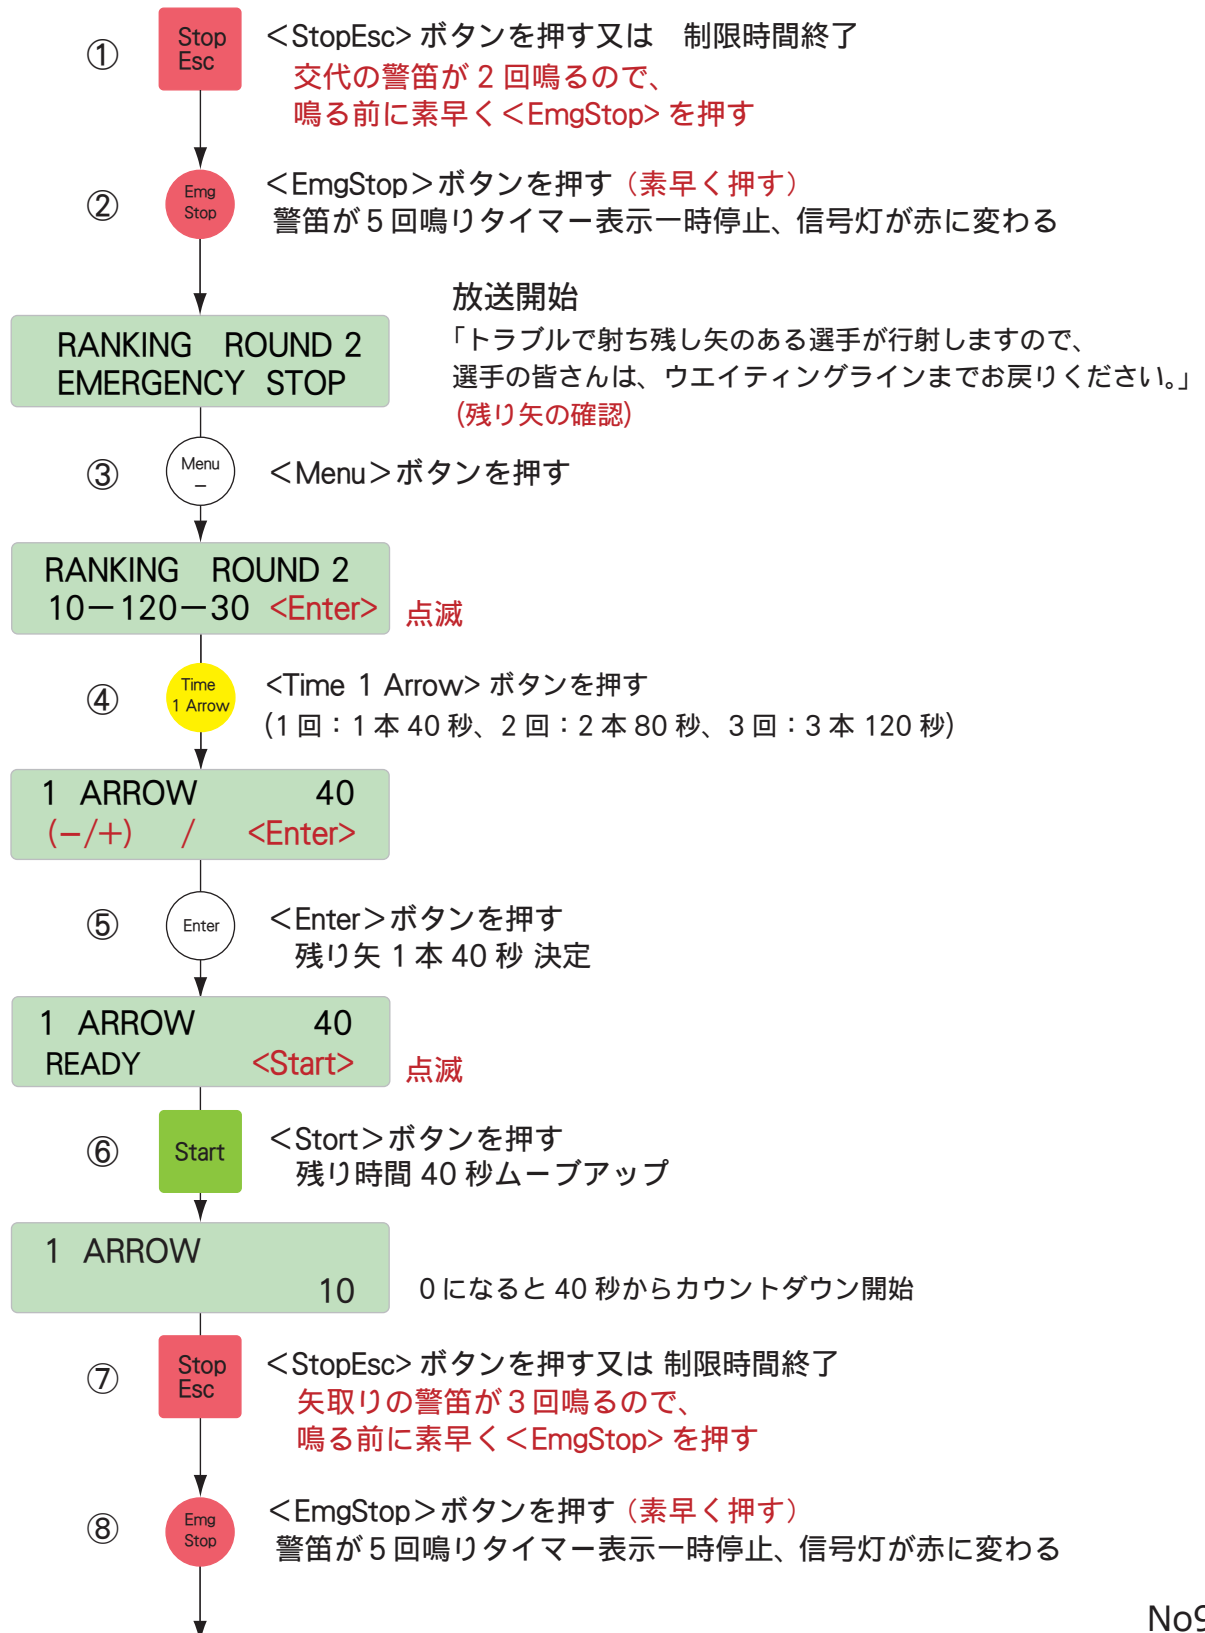 ① Stop Esc <StopEsc> ボタンを押す又は 制限時間終了
交代の警笛が 2 回鳴るので、
鳴る前に素早く<EmgStop> を押す
② Emg Stop <EmgStop>ボタンを押す(素早く押す)
警笛が 5 回鳴りタイマー表示一時停止、信号灯が赤に変わる
放送開始
RANKING ROUND 2
EMERGENCY STOP
「トラブルで射ち残し矢のある選手が行射しますので、
選手の皆さんは、ウエイティングラインまでお戻りください。」
(残り矢の確認)
③ Menu − <Menu>ボタンを押す
RANKING ROUND 2
10−120−30 <Enter> 点滅
④ Time 1 Arrow <Time 1 Arrow> ボタンを押す
(1 回:1 本 40 秒、2 回:2 本 80 秒、3 回:3 本 120 秒)
1 ARROW 40
(−/+) / <Enter>
⑤ Enter <Enter>ボタンを押す
残り矢 1 本 40 秒 決定
1 ARROW 40
READY <Start> 点滅
⑥ Start <Stort>ボタンを押す
残り時間 40 秒ムーブアップ
1 ARROW
10 0 になると 40 秒からカウントダウン開始
⑦ Stop Esc <StopEsc> ボタンを押す又は 制限時間終了
矢取りの警笛が 3 回鳴るので、
鳴る前に素早く<EmgStop> を押す
⑧ Emg Stop <EmgStop>ボタンを押す(素早く押す)
警笛が 5 回鳴りタイマー表示一時停止、信号灯が赤に変わる
No9